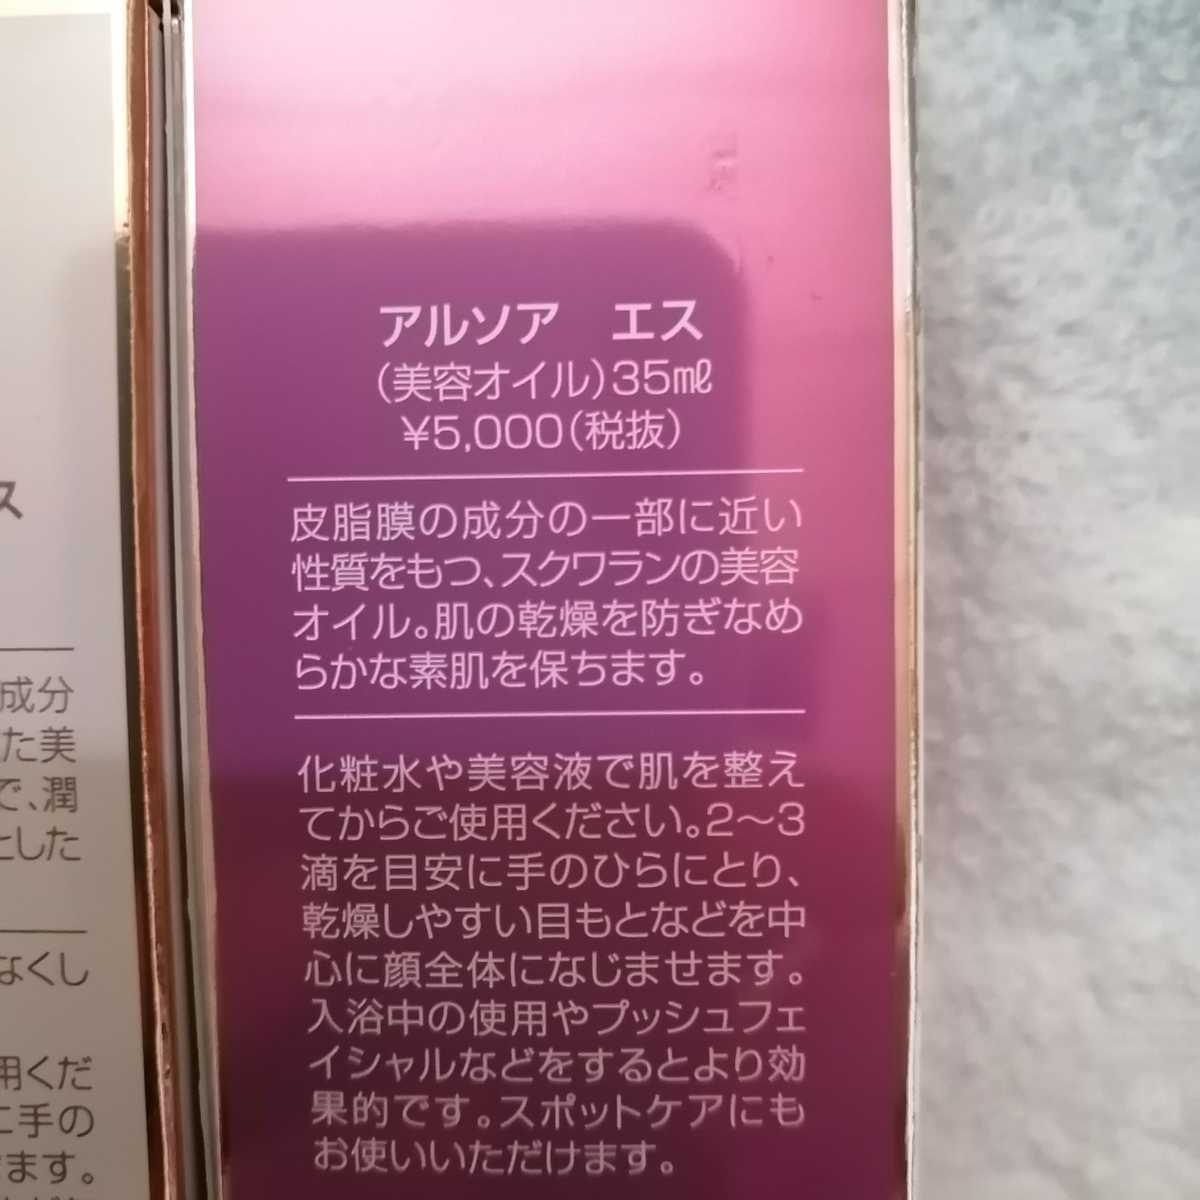 アルソア　エス
(美容オイル)35㎖
¥5,000(税抜)
皮脂膜の成分の一部に近い
性質をもつ、スクワランの美容
オイル。肌の乾燥を防ぎなめ
らかな素肌を保ちます。
化粧水や美容液で肌を整え
てからご使用ください。2〜3
滴を目安に手のひらにとり、
乾燥しやすい目もとなどを中
心に顔全体になじませます。
入浴中の使用やプッシュフェ
イシャルなどをするとより効
果的です。スポットケアにも
お使いいただけます。
ス
成分
た美
で、潤
とした
なくし
用くだ
に手の
ます。